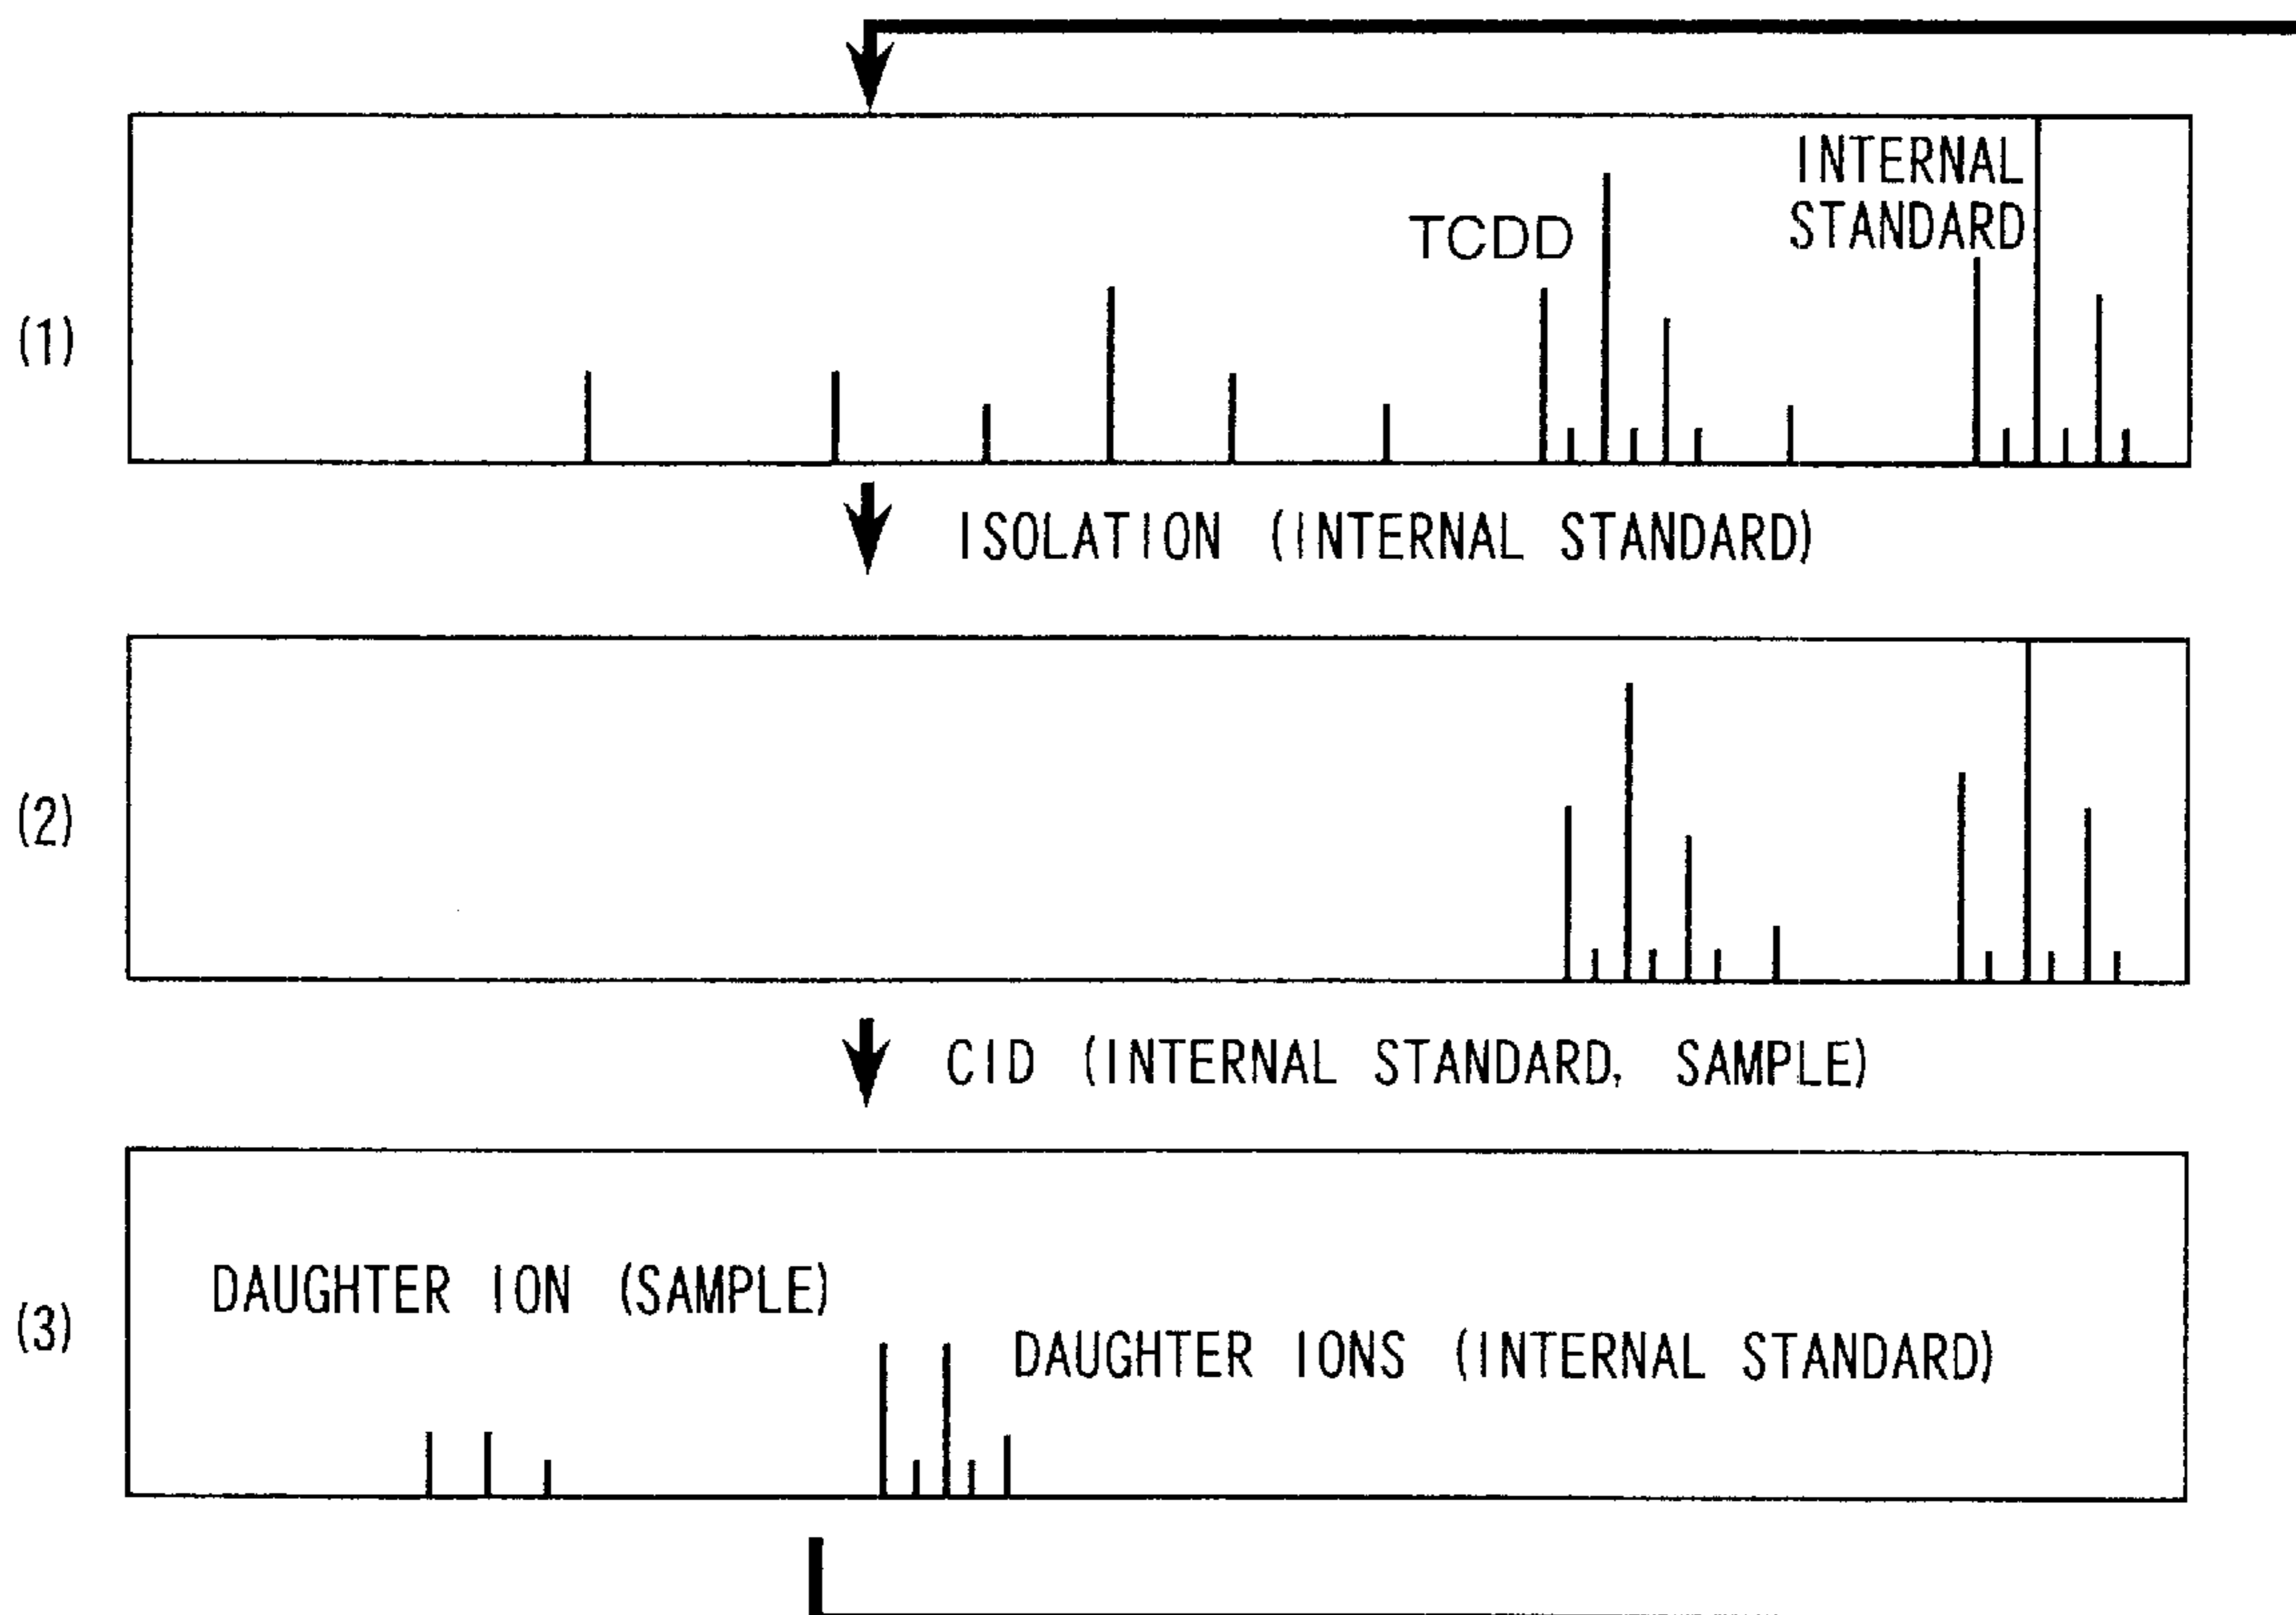 INTERNAL
STANDARD
TCDD
(1)
ISOLATION (INTERNAL STANDARD)
(2)
CID (INTERNAL STANDARD, SAMPLE)
DAUGHTER ION (SAMPLE)
(3)
DAUGHTER IONS (INTERNAL STANDARD)